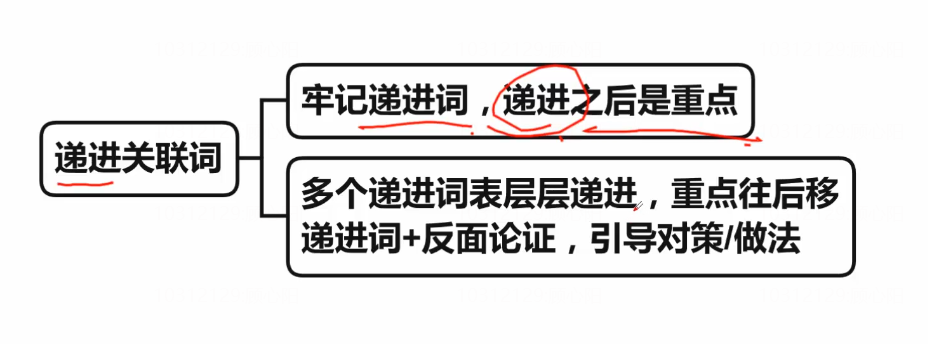 递进关联词
牢记递进词，递进之后是重点
多个递进词表层层递进，重点往后移
递进词+反面论证，引导对策/做法